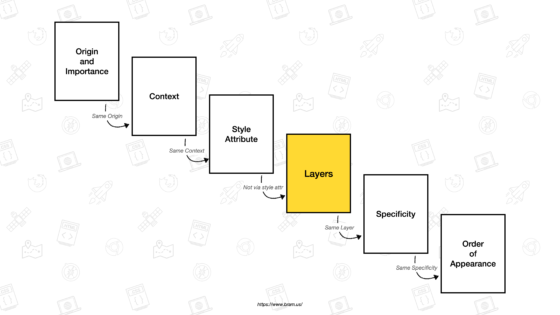 Origin
and
Importance
Same Origin
Context
Same Context
Style
Attribute
Not via style attr
Layers
Same Layer
Specificity
Same Specificity
Order
of
Appearance
https://www.bram.us/